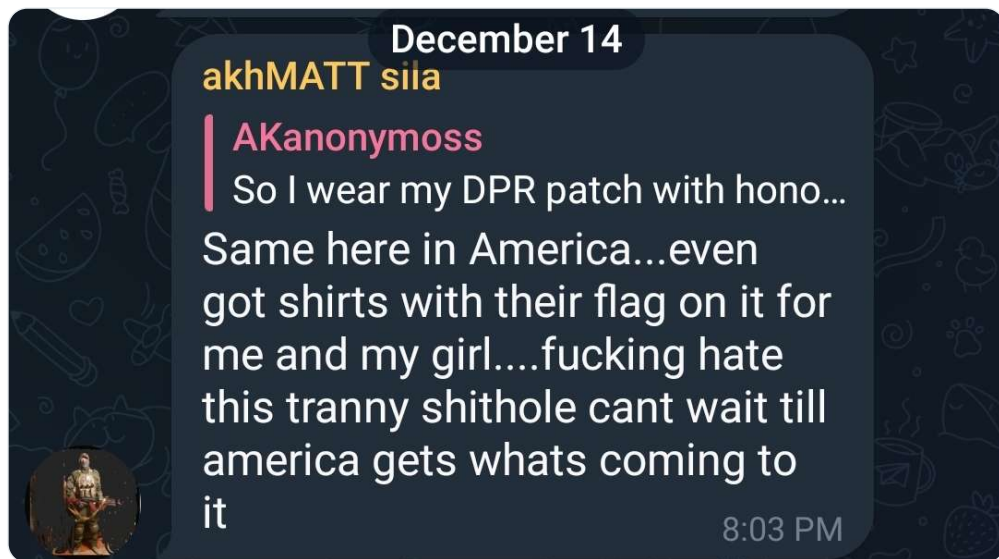 December 14
akhMATT sila
AKanonymoss
So I wear my DPR patch with hono...
Same here in America...even
got shirts with their flag on it for
me and my girl....fucking hate
this tranny shithole cant wait till
america gets whats coming to
it
8:03 PM